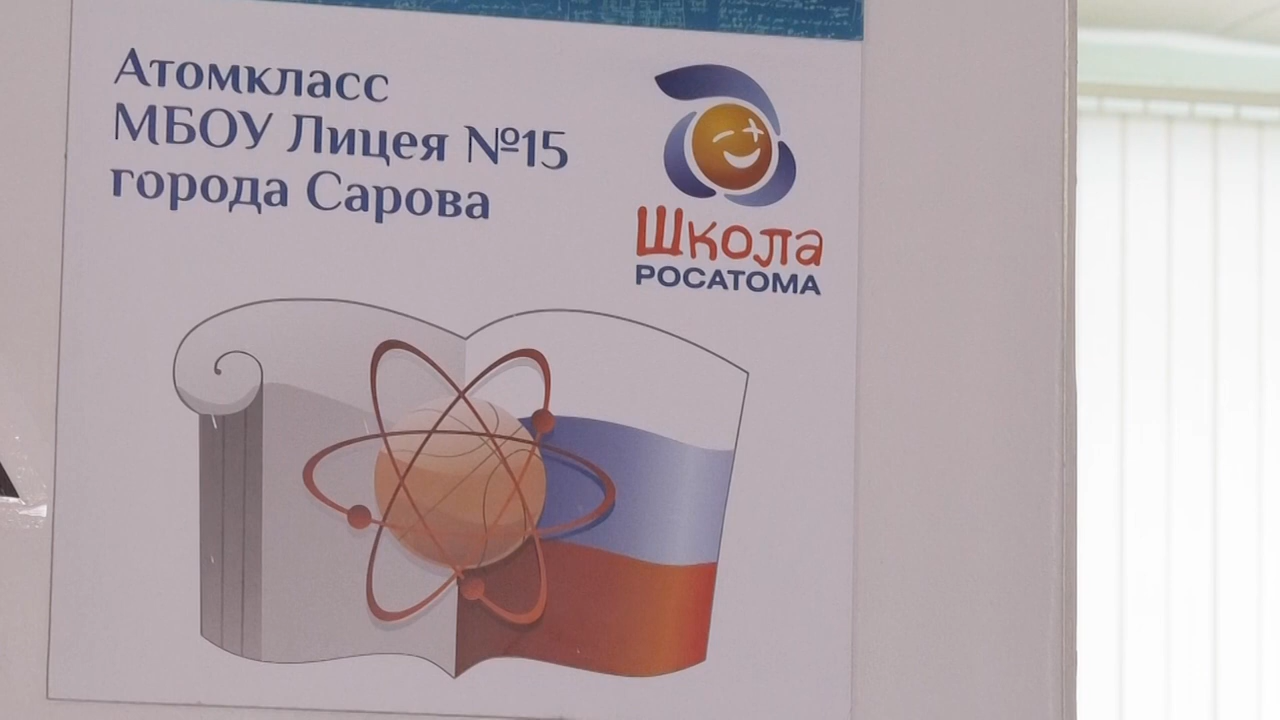 Атомкласс
МБОУ Лицея №15
города Сарова
Школа
РОСАТОМА